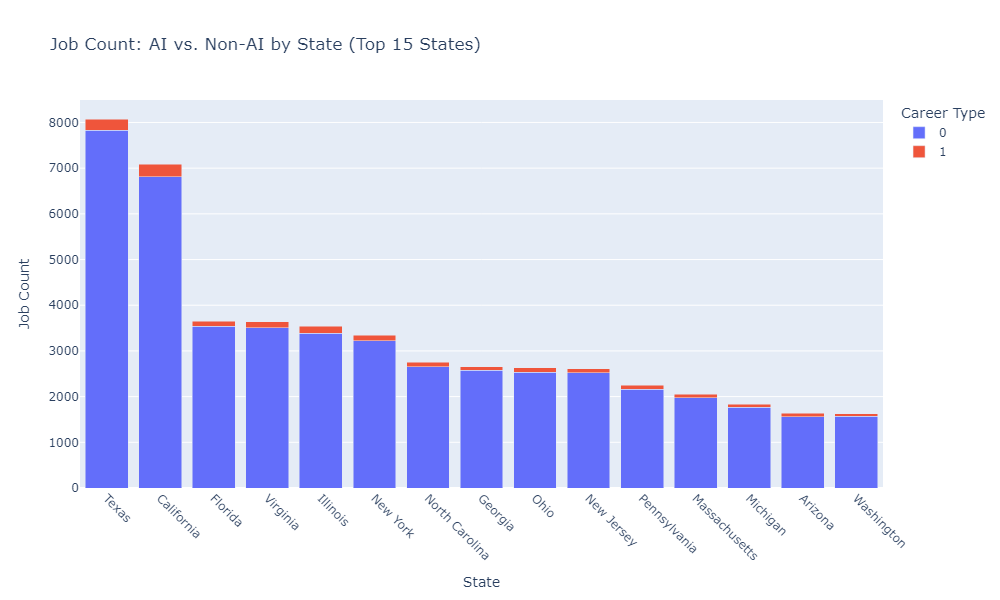 Job Count: AI vs. Non-AI by State (Top 15 States)
Career Type
0
1
Job Count
8000
7000
6000
5000
4000
3000
2000
1000
0
Texas
California
Florida
Virginia
Illinois
New York
North Carolina
Georgia
Ohio
New Jersey
Pennsylvania
Massachusetts
Michigan
Arizona
Washington
State